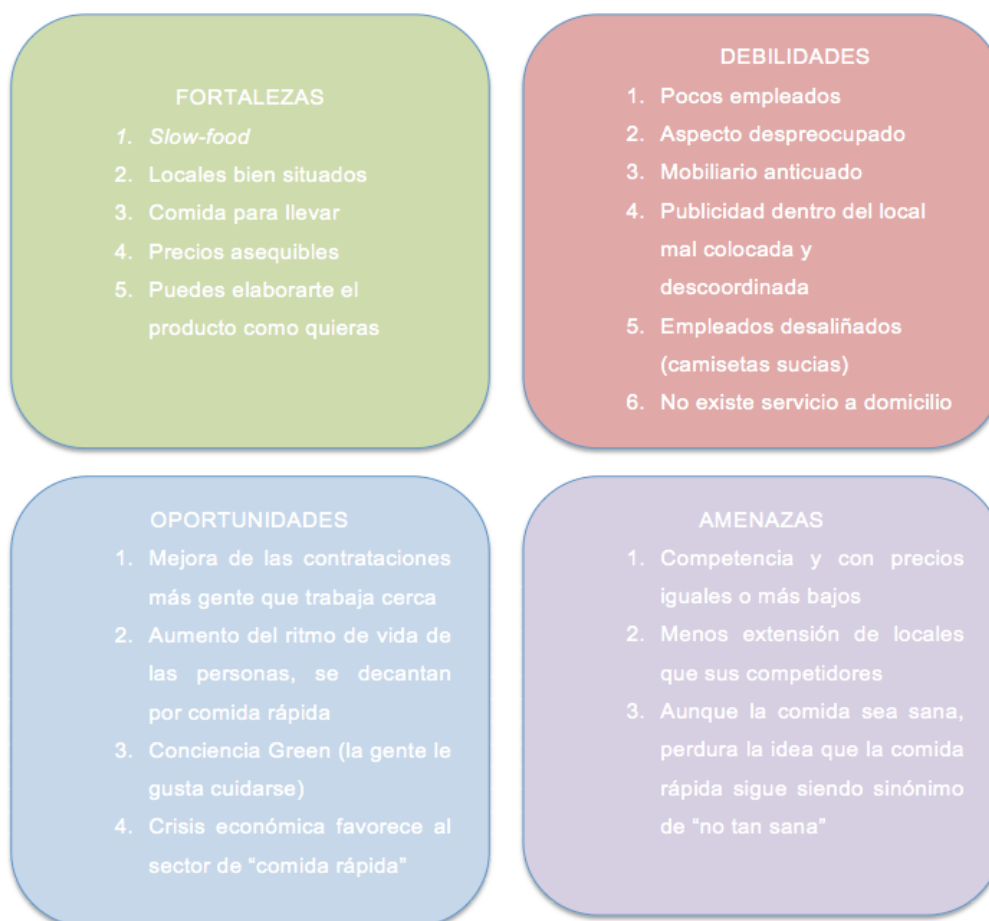 FORTALEZAS
1. Slow-food
2. Locales bien situados
3. Comida para llevar
4. Precios asequibles
5. Puedes elaborarte el
producto como quieras
DEBILIDADES
1. Pocos empleados
2. Aspecto despreocupado
3. Mobiliario anticuado
4. Publicidad dentro del local
mal colocada y
descoordinada
5. Empleados desaliñados
(camisetas sucias)
6. No existe servicio a domicilio
OPORTUNIDADES
1. Mejora de las contrataciones
más gente que trabaja cerca
2. Aumento del ritmo de vida de
las personas, se decantan
por comida rápida
3. Conciencia Green (la gente le
gusta cuidarse)
4. Crisis económica favorece al
sector de “comida rápida”
AMENAZAS
1. Competencia y con precios
iguales o más bajos
2. Menos extensión de locales
que sus competidores
3. Aunque la comida sea sana,
perdura la idea que la comida
rápida sigue siendo sinónimo
de “no tan sana”